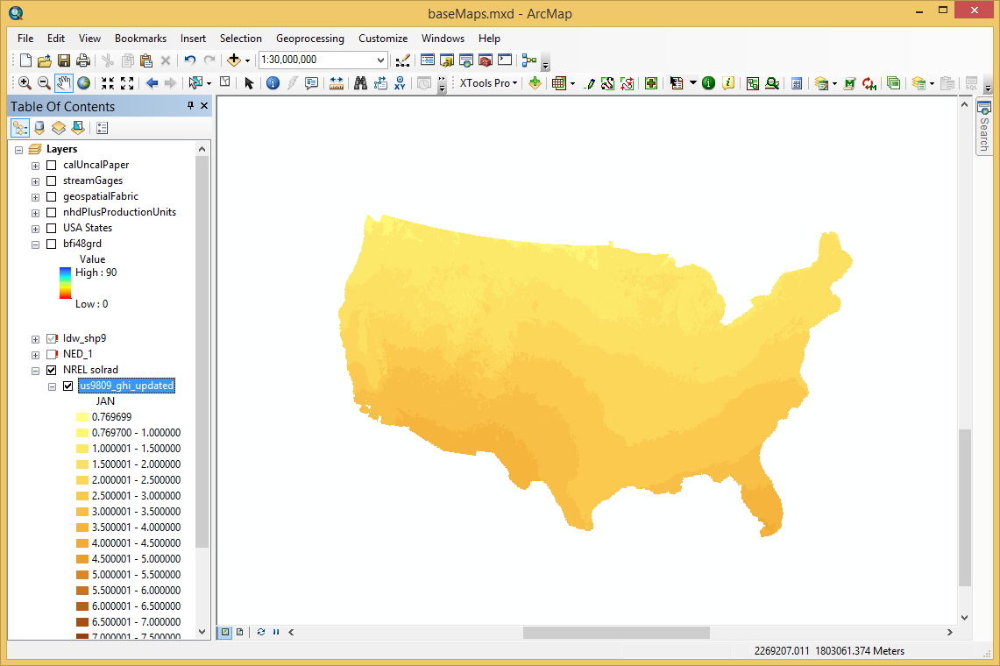 baseMaps.mxd - ArcMap
File Edit View Bookmarks Insert Selection Geoprocessing Customize Windows Help
1:30,000,000
XY
XTools Pro
SQL
Table Of Contents
Search
Layers
calUncalPaper
streamGages
geospatialFabric
nhdPlusProductionUnits
USA States
bfi48grd
Value
High : 90
Low : 0
ldw_shp9
NED_1
NREL solrad
us9809_ghi_updated
JAN
0.769699
0.769700 - 1.000000
1.000001 - 1.500000
1.500001 - 2.000000
2.000001 - 2.500000
2.500001 - 3.000000
3.000001 - 3.500000
3.500001 - 4.000000
4.000001 - 4.500000
4.500001 - 5.000000
5.000001 - 5.500000
5.500001 - 6.000000
6.000001 - 6.500000
6.500001 - 7.000000
7.000001 - 7.500000
2269207.011 1803061.374 Meters